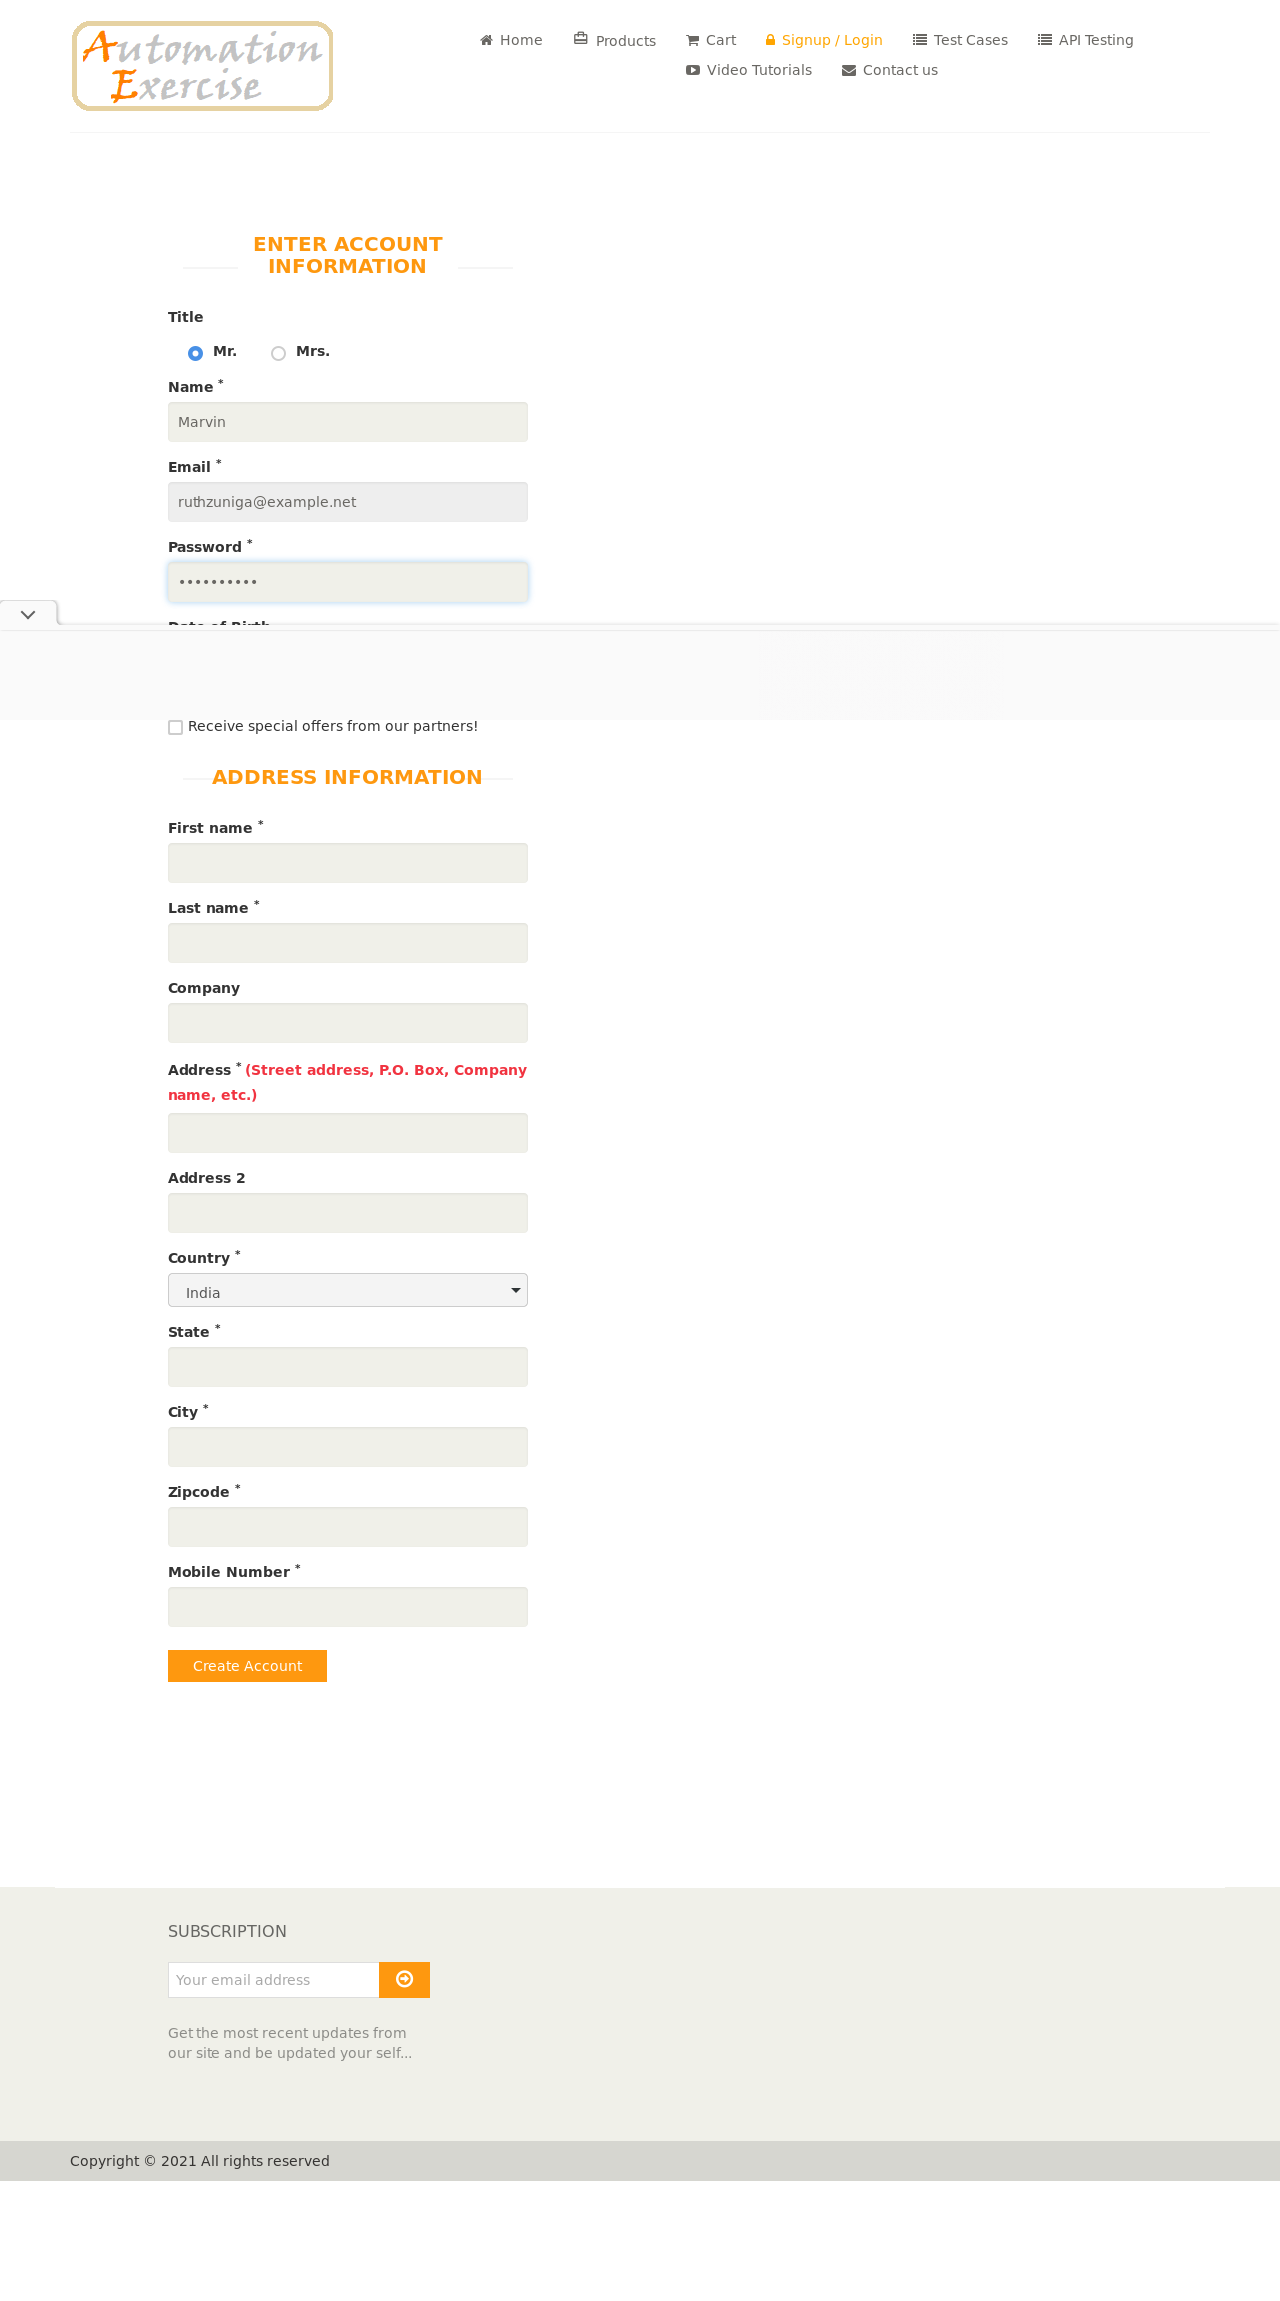 Automation
Exercise
Home
Products
Cart
Signup / Login
Test Cases
API Testing
Video Tutorials
Contact us
ENTER ACCOUNT
INFORMATION
Title
Mr.
Mrs.
Name *
Marvin
Email *
ruthzuniga@example.net
Password *
••••••••••
Date of Birth
Receive special offers from our partners!
ADDRESS INFORMATION
First name *
Last name *
Company
Address * (Street address, P.O. Box, Company
name, etc.)
Address 2
Country *
India
State *
City *
Zipcode *
Mobile Number *
Create Account
SUBSCRIPTION
Your email address
Get the most recent updates from
our site and be updated your self...
Copyright © 2021 All rights reserved